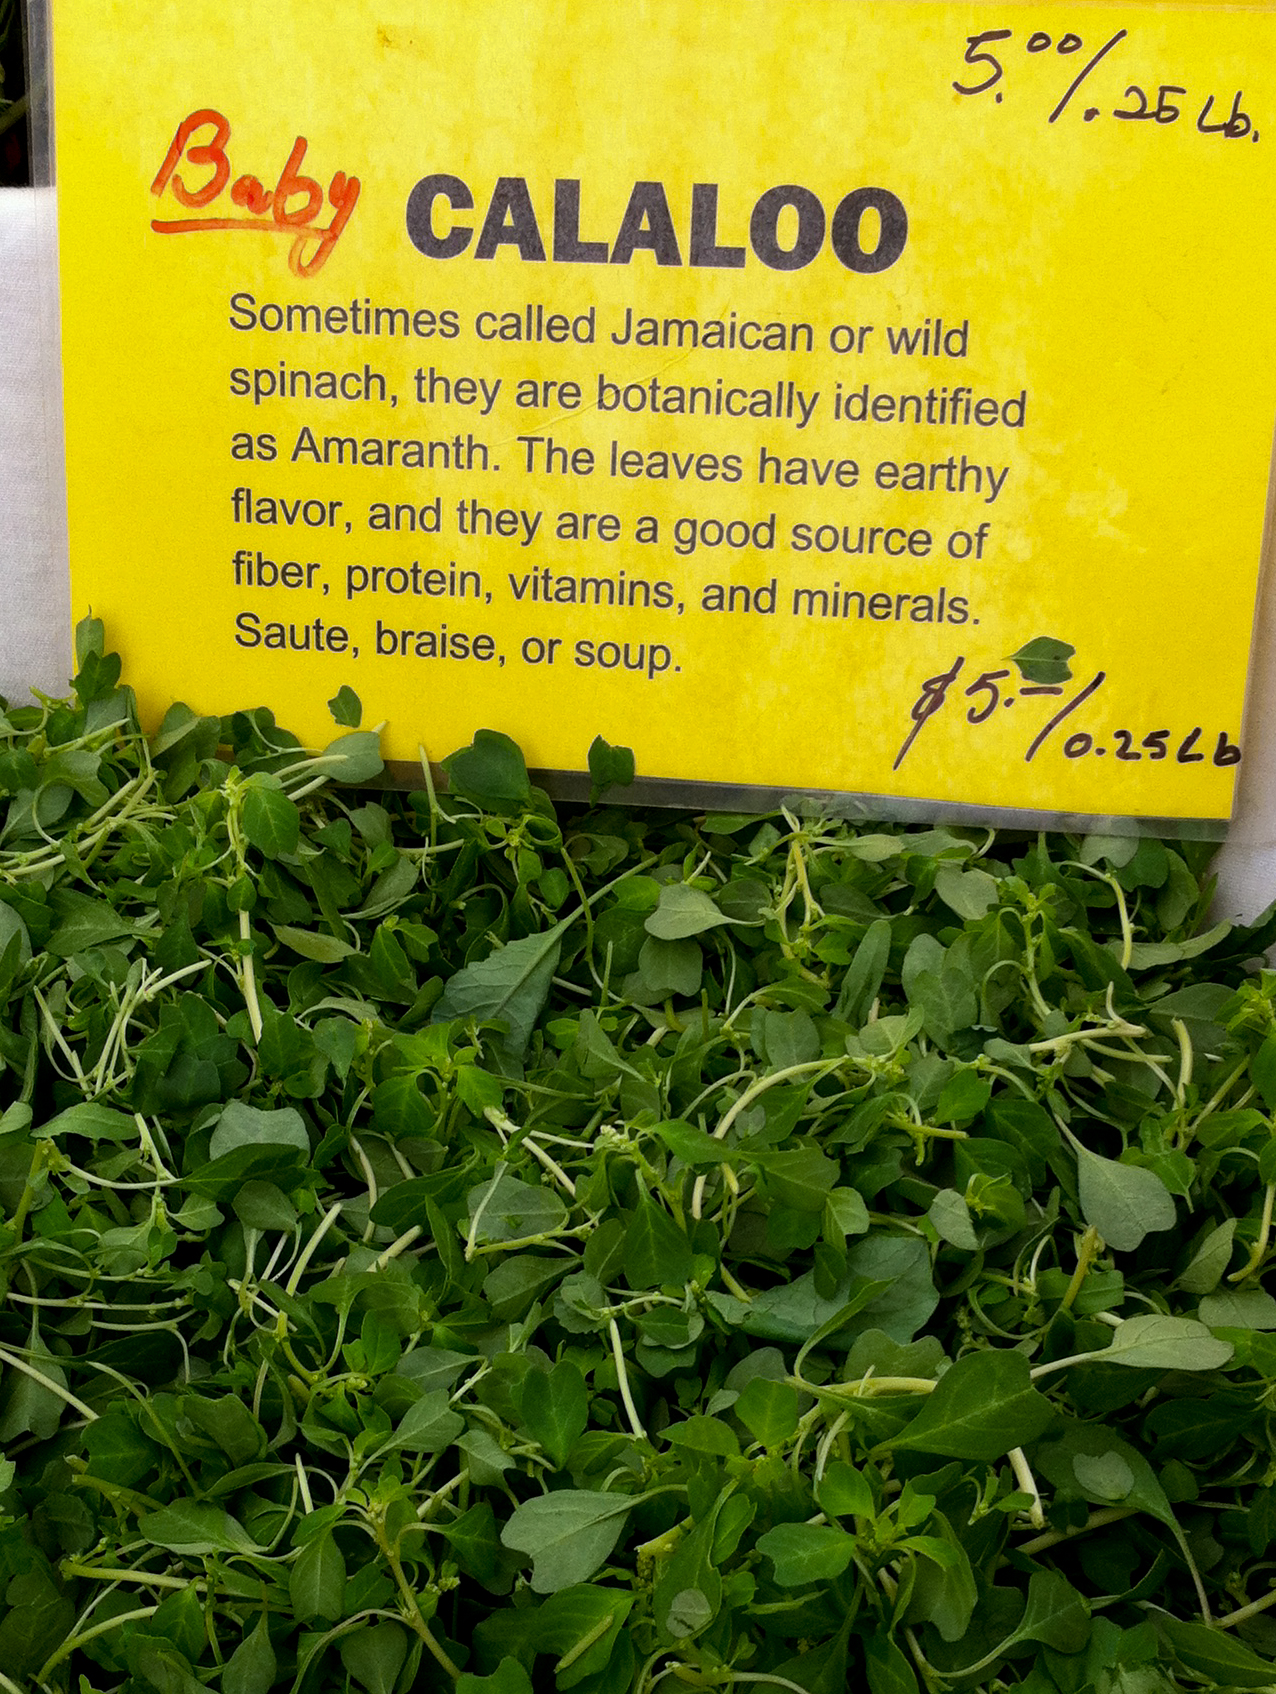 5.00/.25 Lb.
Baby CALALOO
Sometimes called Jamaican or wild
spinach, they are botanically identified
as Amaranth. The leaves have earthy
flavor, and they are a good source of
fiber, protein, vitamins, and minerals.
Saute, braise, or soup.
$5.–/0.25Lb